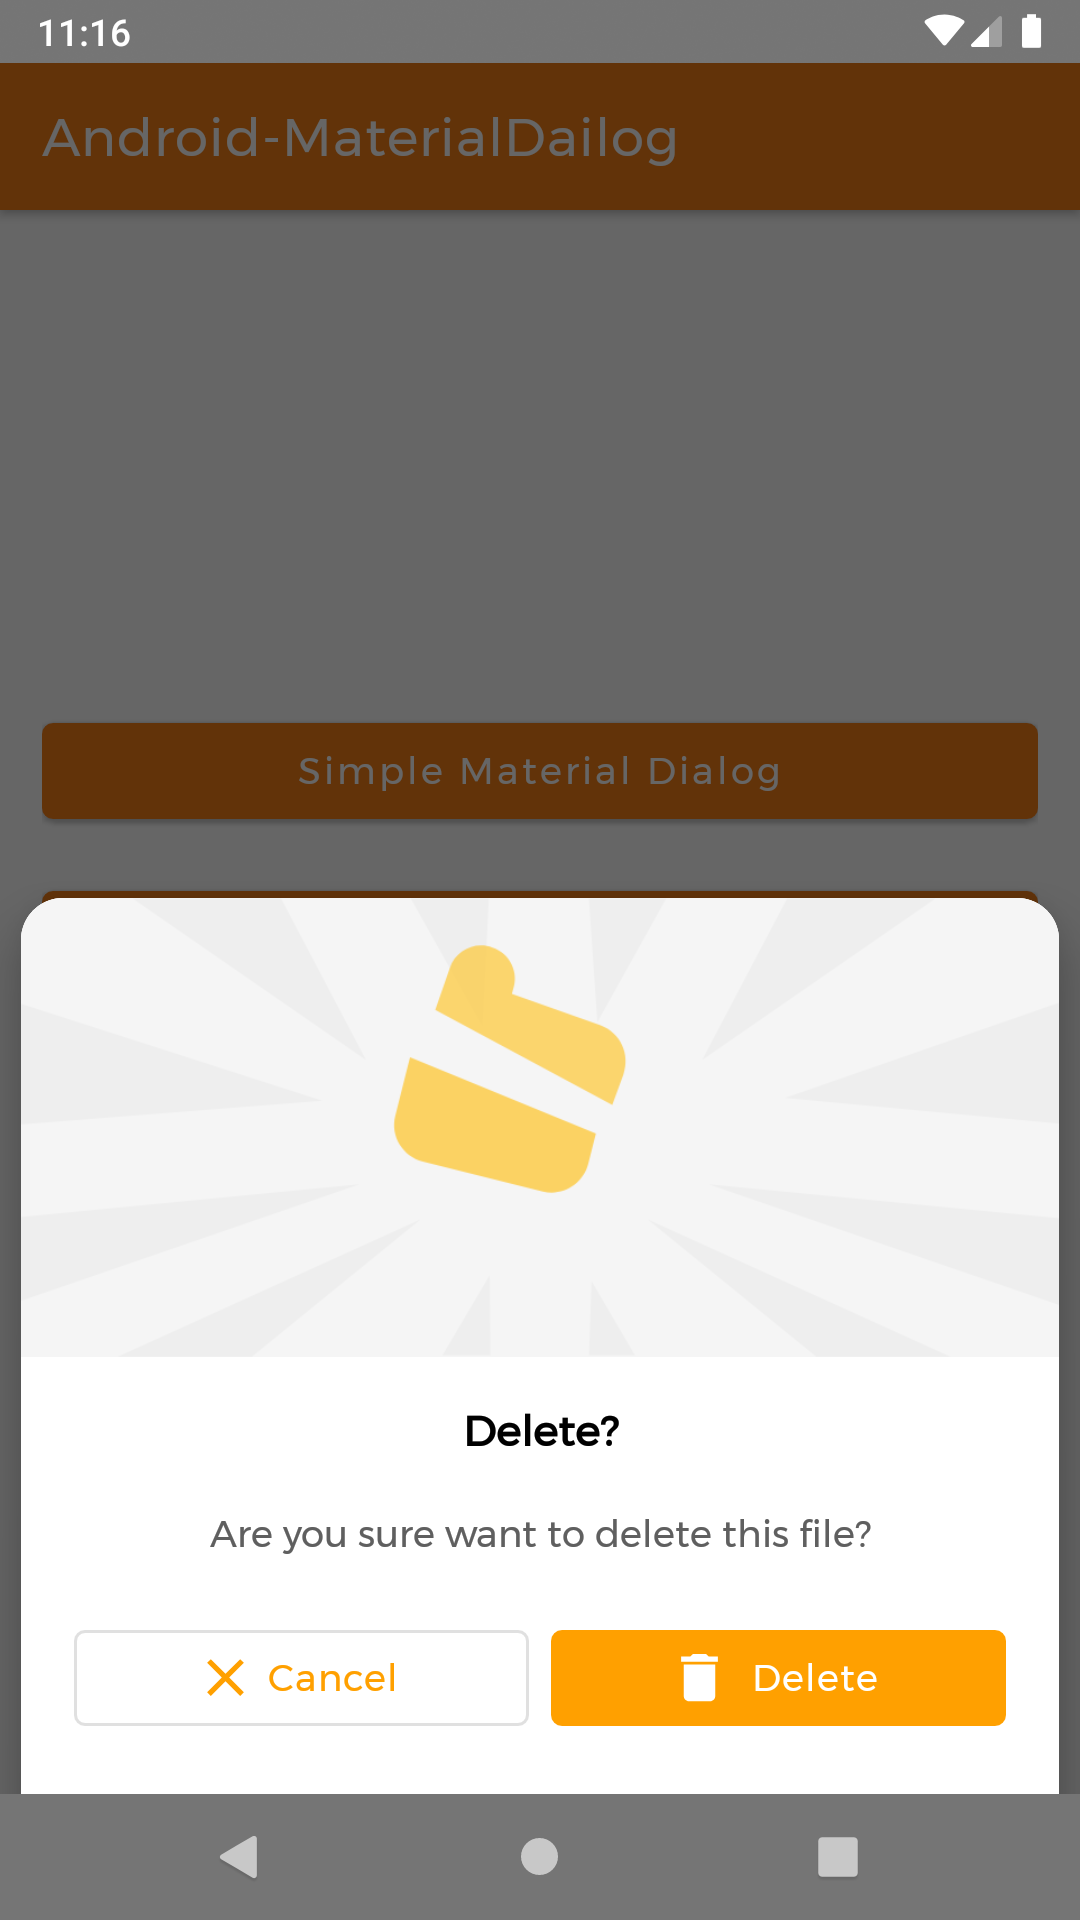 11:16
Android-MaterialDailog
Simple Material Dialog
Delete?
Are you sure want to delete this file?
Cancel
Delete